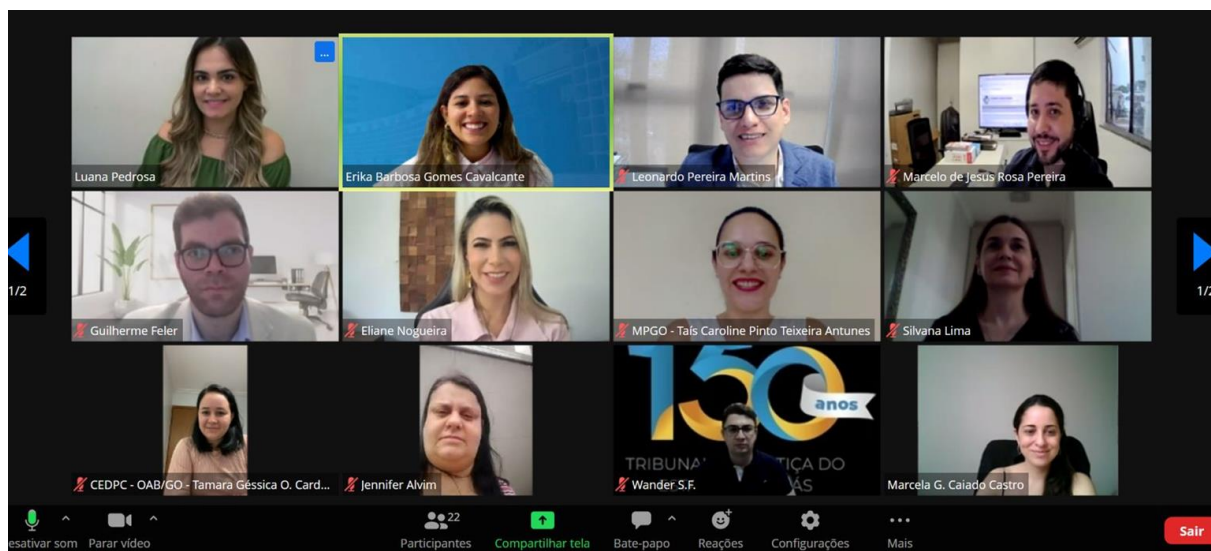 ...
Luana Pedrosa
Erika Barbosa Gomes Cavalcante
Leonardo Pereira Martins
Marcelo de Jesus Rosa Pereira
1/2
1/2
Guilherme Feler
Eliane Nogueira
MPGO - Taís Caroline Pinto Teixeira Antunes
Silvana Lima
150
anos
TRIBUNA TIÇA DO
ÁS
CEDPC - OAB/GO - Tamara Géssica O. Card...
Jennifer Alvim
Wander S.F.
Marcela G. Caiado Castro
22
esativar som
Parar vídeo
Participantes
Compartilhar tela
Bate-papo
Reações
Configurações
Mais
Sair